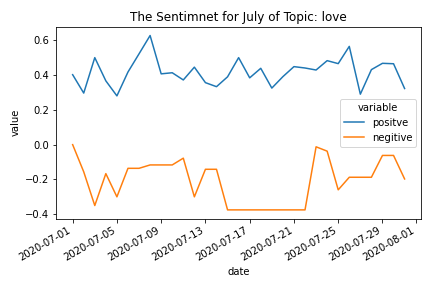 The Sentimnet for July of Topic: love
value
0.6
0.4
0.2
0.0
−0.2
−0.4
variable
positve
negitive
2020-07-01
2020-07-05
2020-07-09
2020-07-13
2020-07-17
2020-07-21
2020-07-25
2020-07-29
2020-08-01
date